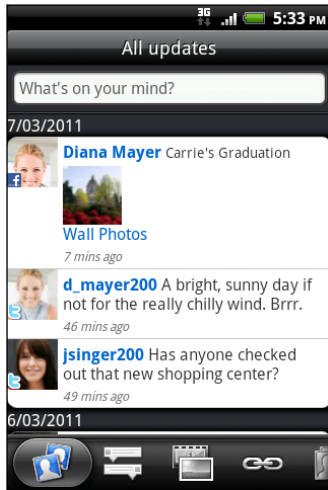 3G 5:33 PM
All updates
What's on your mind?
7/03/2011
Diana Mayer Carrie's Graduation
Wall Photos
7 mins ago
d_mayer200 A bright, sunny day if
not for the really chilly wind. Brrr.
46 mins ago
jsinger200 Has anyone checked
out that new shopping center?
49 mins ago
6/03/2011